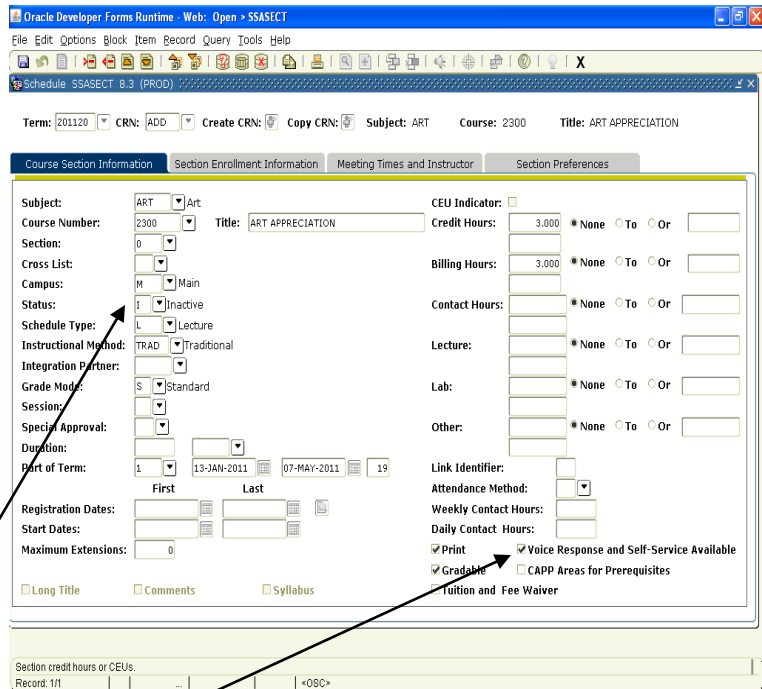 Oracle Developer Forms Runtime - Web: Open > SSASECT
File Edit Options Block Item Record Query Tools Help
X
Schedule SSASECT 8.3 (PROD)
Term: 201120 CRN: ADD Create CRN: Copy CRN: Subject: ART Course: 2300 Title: ART APPRECIATION
Course Section Information Section Enrollment Information Meeting Times and Instructor Section Preferences
Subject: ART Art CEU Indicator:
Course Number: 2300 Title: ART APPRECIATION Credit Hours: 3.000 None To Or
Section: 0
Cross List: Billing Hours: 3.000 None To Or
Campus: M Main
Status: I Inactive Contact Hours: None To Or
Schedule Type: L Lecture
Instructional Method: TRAD Traditional Lecture: None To Or
Integration Partner:
Grade Mode: S Standard Lab: None To Or
Session:
Special Approval: Other: None To Or
Duration:
Part of Term: 1 13-JAN-2011 07-MAY-2011 19 Link Identifier:
First Last Attendance Method:
Registration Dates: Weekly Contact Hours:
Start Dates: Daily Contact Hours:
Maximum Extensions: 0 Print Voice Response and Self-Service Available
Gradable CAPP Areas for Prerequisites
Long Title Comments Syllabus Tuition and Fee Waiver
Section credit hours or CEUs.
Record: 1/1 ... <OSC>